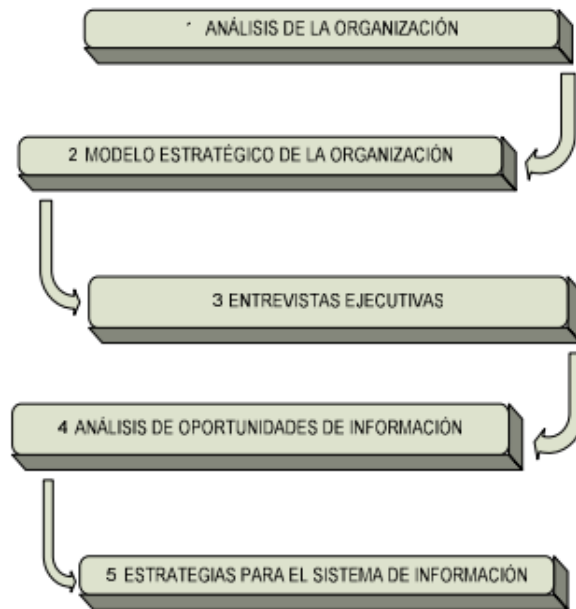 ANÁLISIS DE LA ORGANIZACIÓN
2 MODELO ESTRATÉGICO DE LA ORGANIZACIÓN
3 ENTREVISTAS EJECUTIVAS
4 ANÁLISIS DE OPORTUNIDADES DE INFORMACIÓN
5 ESTRATEGIAS PARA EL SISTEMA DE INFORMACIÓN